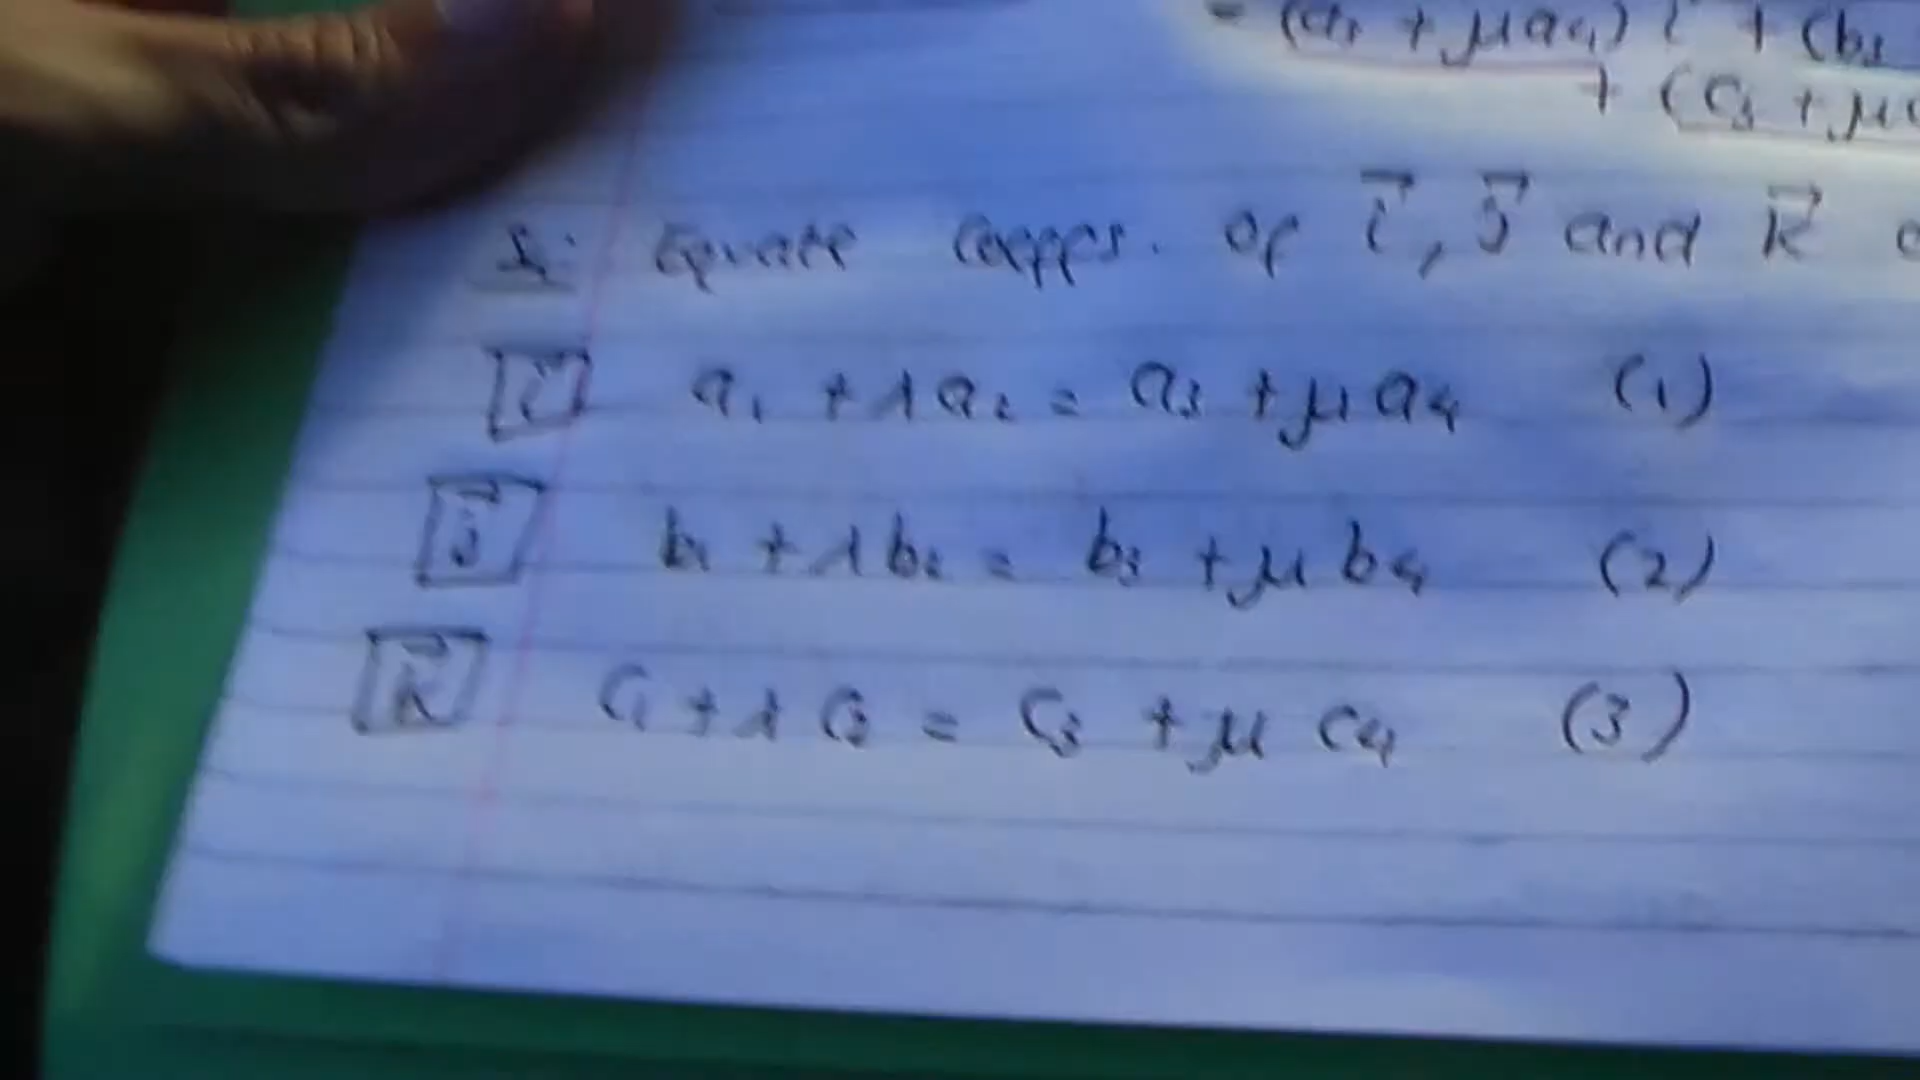 = (a₃ + μa₄) i + (b₃
+ (c₃ + μc
2: Equate coeffs. of i⃗, j⃗ and k⃗
i⃗ a₁ + λa₂ = a₃ + μa₄ (1)
j⃗ b₁ + λb₂ = b₃ + μb₄ (2)
k⃗ c₁ + λc₂ = c₃ + μc₄ (3)